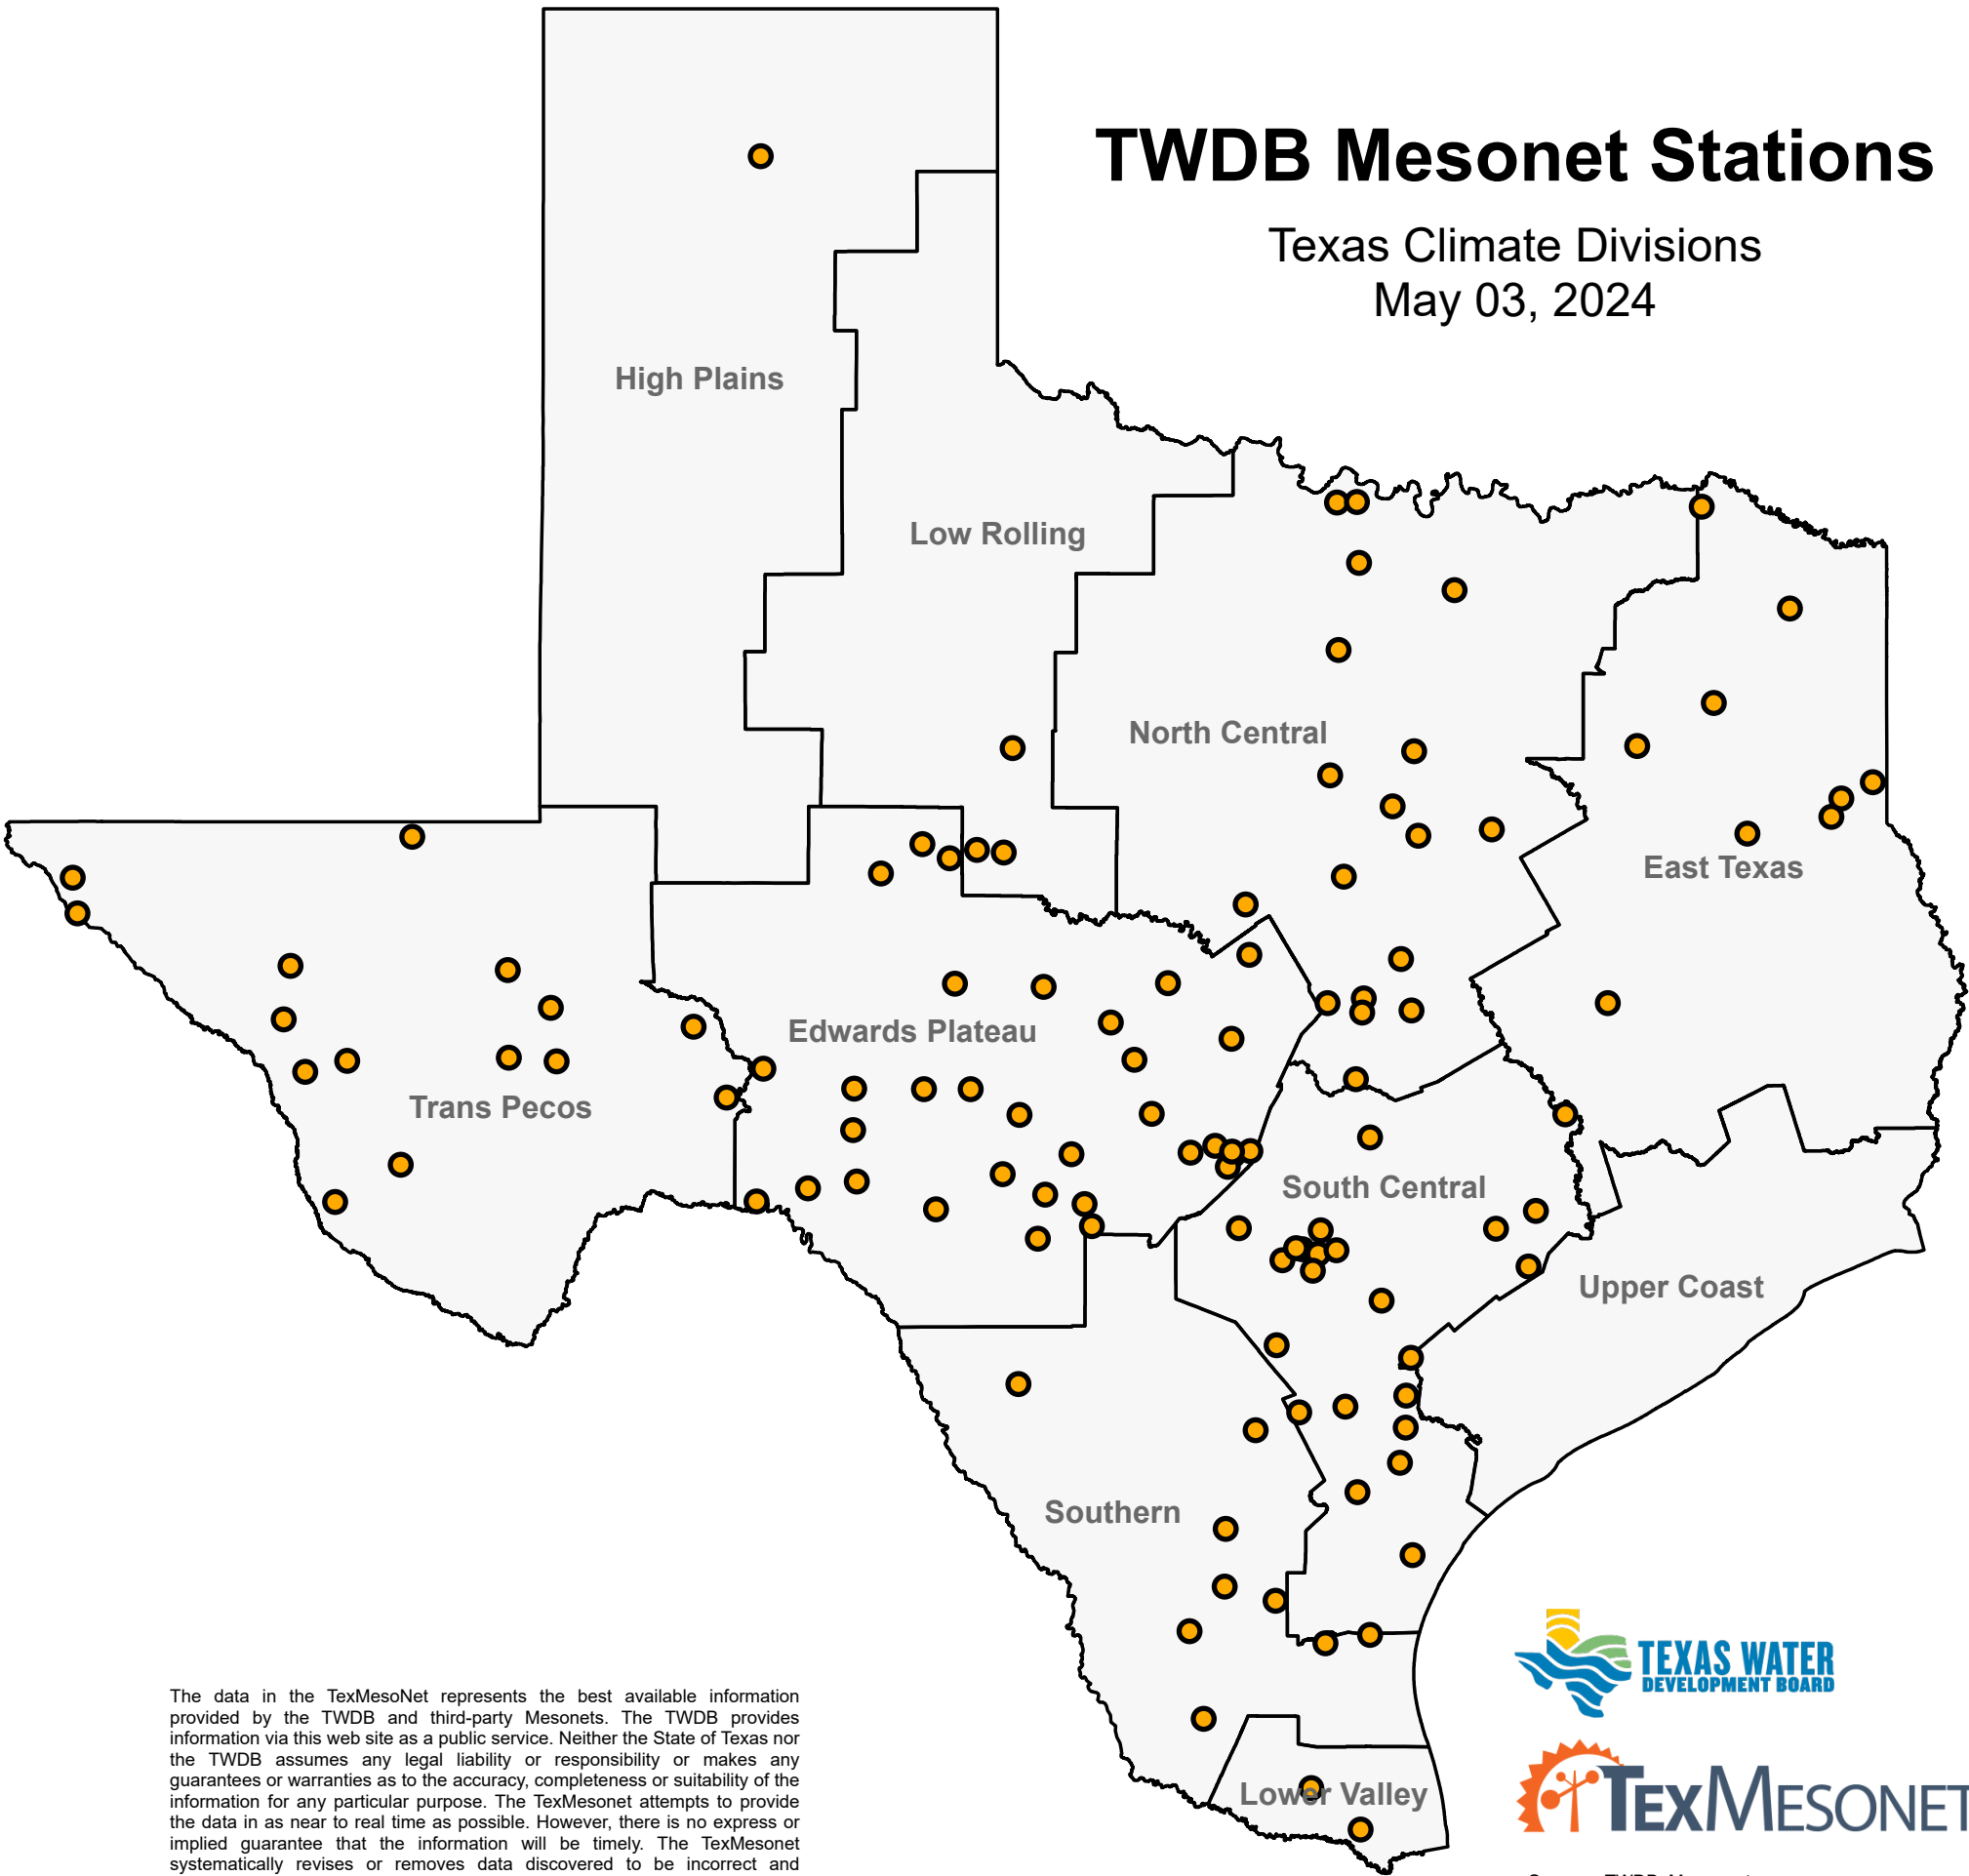 TWDB Mesonet Stations
Texas Climate Divisions
May 03, 2024
High Plains
Low Rolling
North Central
East Texas
Edwards Plateau
Trans Pecos
South Central
Upper Coast
Southern
Lower Valley
TEXAS WATER
DEVELOPMENT BOARD
TEXMESONET
The data in the TexMesoNet represents the best available information
provided by the TWDB and third-party Mesonets. The TWDB provides
information via this web site as a public service. Neither the State of Texas nor
the TWDB assumes any legal liability or responsibility or makes any
guarantees or warranties as to the accuracy, completeness or suitability of the
information for any particular purpose. The TexMesonet attempts to provide
the data in as near to real time as possible. However, there is no express or
implied guarantee that the information will be timely. The TexMesonet
systematically revises or removes data discovered to be incorrect and